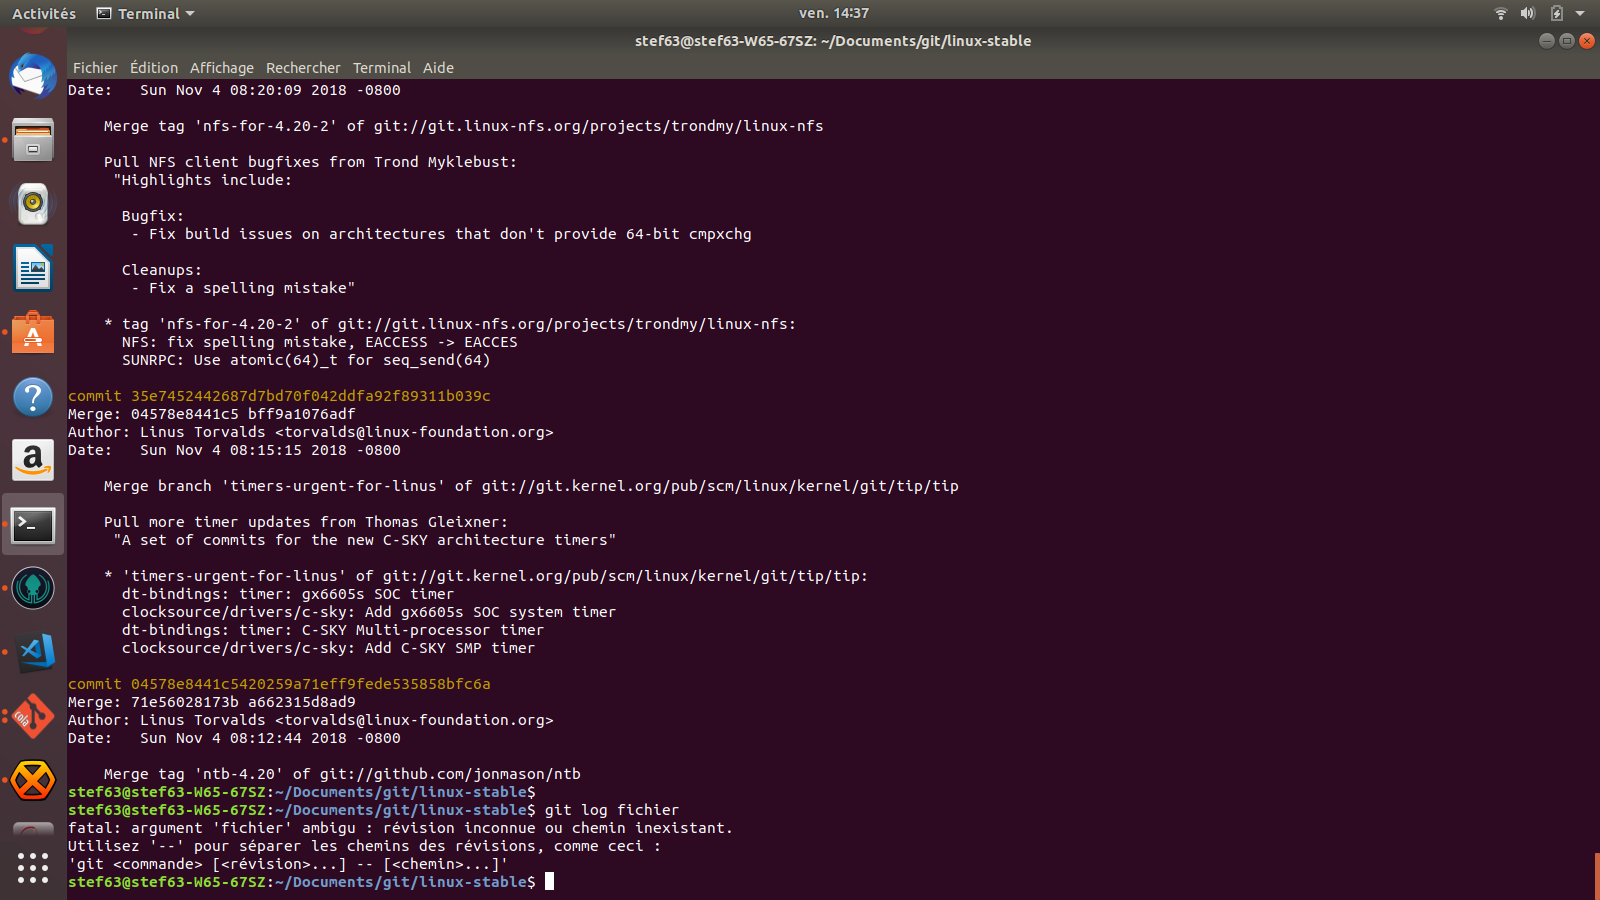 Activités Terminal ven. 14:37
stef63@stef63-W65-67SZ: ~/Documents/git/linux-stable
Fichier Édition Affichage Rechercher Terminal Aide
Date:   Sun Nov 4 08:20:09 2018 -0800
Merge tag 'nfs-for-4.20-2' of git://git.linux-nfs.org/projects/trondmy/linux-nfs
Pull NFS client bugfixes from Trond Myklebust:
"Highlights include:
Bugfix:
- Fix build issues on architectures that don't provide 64-bit cmpxchg
Cleanups:
- Fix a spelling mistake"
* tag 'nfs-for-4.20-2' of git://git.linux-nfs.org/projects/trondmy/linux-nfs:
NFS: fix spelling mistake, EACCESS -> EACCES
SUNRPC: Use atomic(64)_t for seq_send(64)
commit 35e7452442687d7bd70f042ddfa92f89311b039c
Merge: 04578e8441c5 bff9a1076adf
Author: Linus Torvalds <torvalds@linux-foundation.org>
Date:   Sun Nov 4 08:15:15 2018 -0800
Merge branch 'timers-urgent-for-linus' of git://git.kernel.org/pub/scm/linux/kernel/git/tip/tip
Pull more timer updates from Thomas Gleixner:
"A set of commits for the new C-SKY architecture timers"
* 'timers-urgent-for-linus' of git://git.kernel.org/pub/scm/linux/kernel/git/tip/tip:
dt-bindings: timer: gx6605s SOC timer
clocksource/drivers/c-sky: Add gx6605s SOC system timer
dt-bindings: timer: C-SKY Multi-processor timer
clocksource/drivers/c-sky: Add C-SKY SMP timer
commit 04578e8441c5420259a71eff9fede535858bfc6a
Merge: 71e56028173b a662315d8ad9
Author: Linus Torvalds <torvalds@linux-foundation.org>
Date:   Sun Nov 4 08:12:44 2018 -0800
Merge tag 'ntb-4.20' of git://github.com/jonmason/ntb
stef63@stef63-W65-67SZ:~/Documents/git/linux-stable$
stef63@stef63-W65-67SZ:~/Documents/git/linux-stable$ git log fichier
fatal: argument 'fichier' ambigu : révision inconnue ou chemin inexistant.
Utilisez '--' pour séparer les chemins des révisions, comme ceci :
'git <commande> [<révision>...] -- [<chemin>...]'
stef63@stef63-W65-67SZ:~/Documents/git/linux-stable$